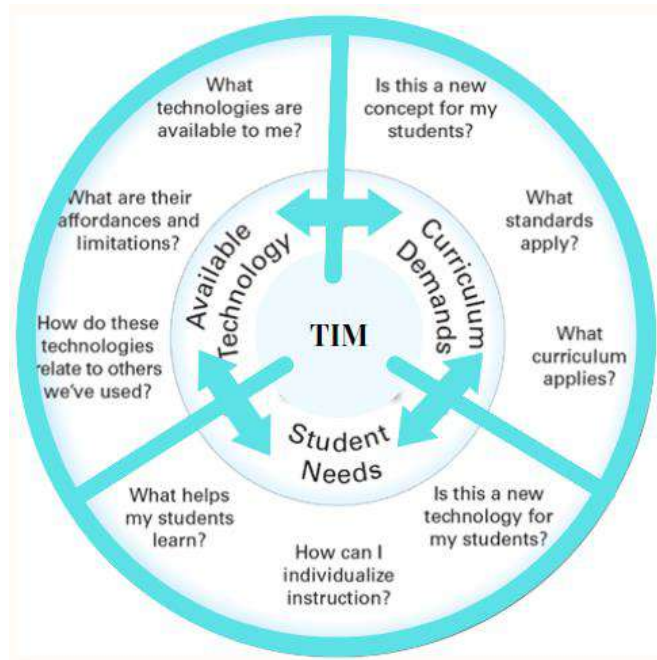 What
technologies are
available to me?
Is this a new
concept for my
students?
What are their
affordances and
limitations?
What
standards
apply?
Available
Technology
Curriculum
Demands
TIM
How do these
technologies
relate to others
we've used?
What
curriculum
applies?
Student
Needs
What helps
my students
learn?
How can I
individualize
instruction?
Is this a new
technology for
my students?